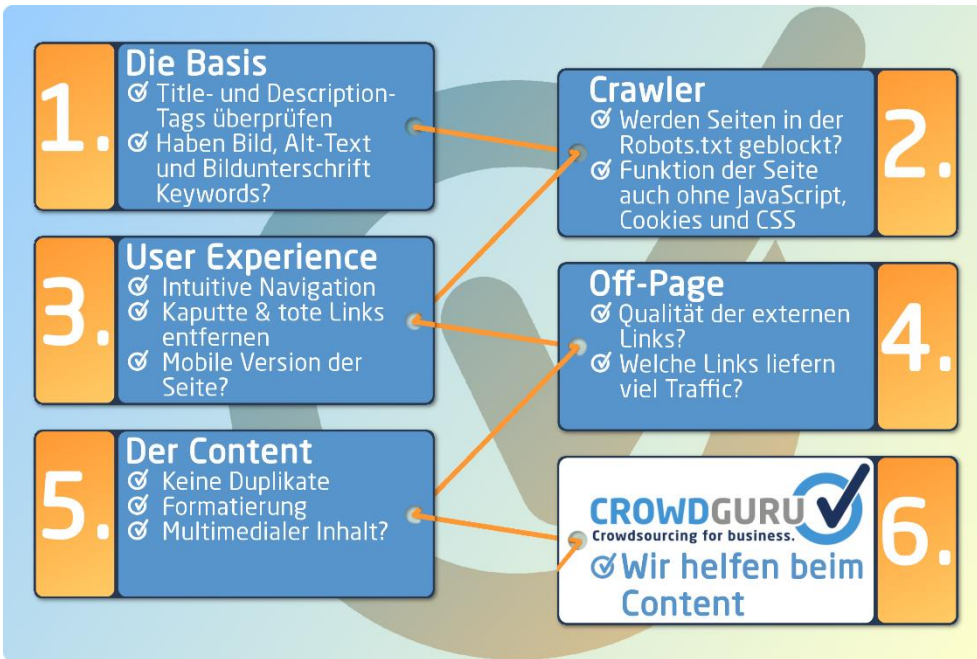 1.
Die Basis
Title- und Description-
Tags überprüfen
Haben Bild, Alt-Text
und Bildunterschrift
Keywords?
Crawler
Werden Seiten in der
Robots.txt geblockt?
Funktion der Seite
auch ohne JavaScript,
Cookies und CSS
2.
3.
User Experience
Intuitive Navigation
Kaputte & tote Links
entfernen
Mobile Version der
Seite?
Off-Page
Qualität der externen
Links?
Welche Links liefern
viel Traffic?
4.
5.
Der Content
Keine Duplikate
Formatierung
Multimedialer Inhalt?
CROWDGURU
Crowdsourcing for business.
Wir helfen beim
Content
6.